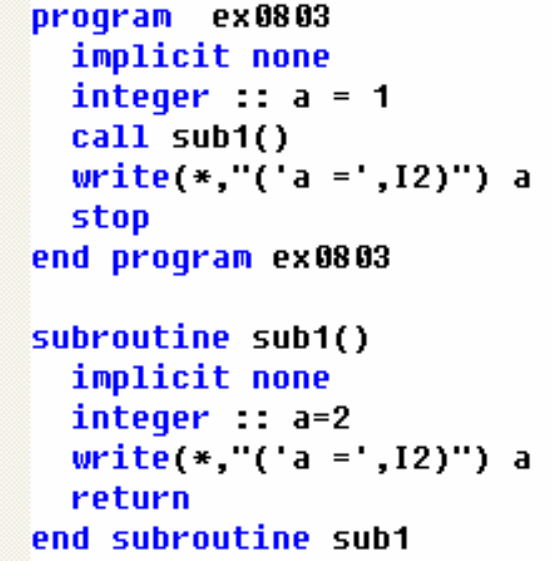 program  ex0803
  implicit none
  integer :: a = 1
  call sub1()
  write(*,"('a =',I2)") a
  stop
end program ex0803

subroutine sub1()
  implicit none
  integer :: a=2
  write(*,"('a =',I2)") a
  return
end subroutine sub1